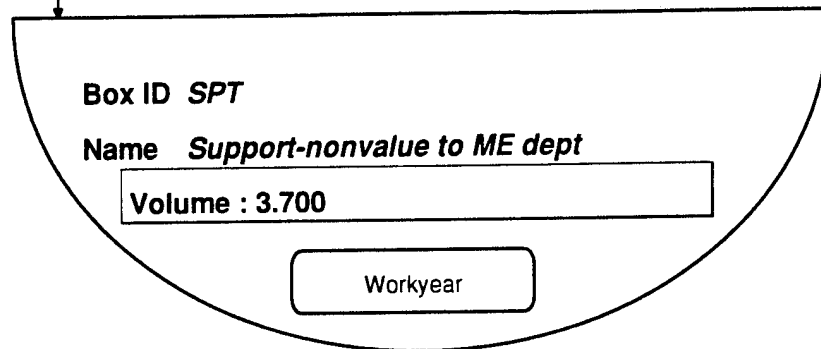 Box ID SPT
Name Support-nonvalue to ME dept
Volume : 3.700
Workyear